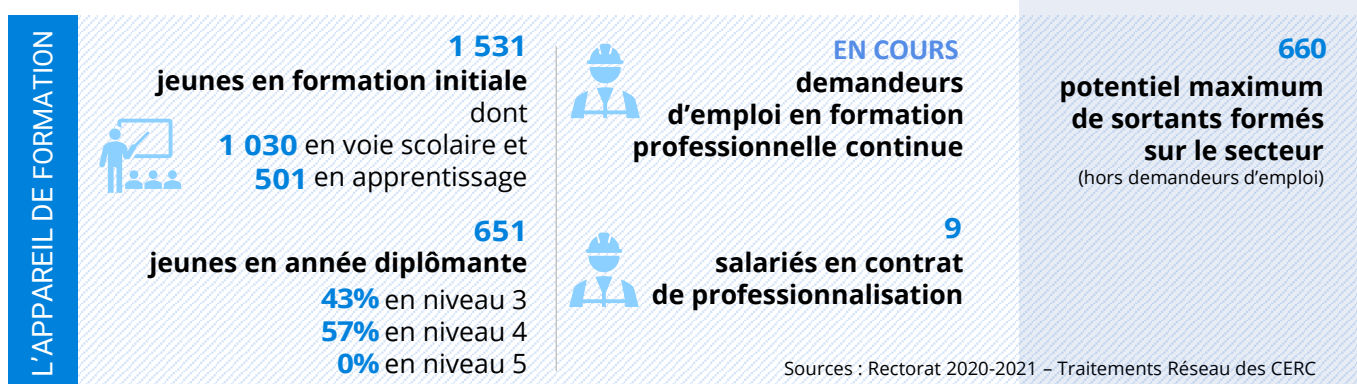 L'APPAREIL DE FORMATION
1 531
jeunes en formation initiale
dont
1 030 en voie scolaire et
501 en apprentissage
651
jeunes en année diplômante
43% en niveau 3
57% en niveau 4
0% en niveau 5
EN COURS
demandeurs
d’emploi en formation
professionnelle continue
9
salariés en contrat
de professionnalisation
660
potentiel maximum
de sortants formés
sur le secteur
(hors demandeurs d’emploi)
Sources : Rectorat 2020-2021 – Traitements Réseau des CERC